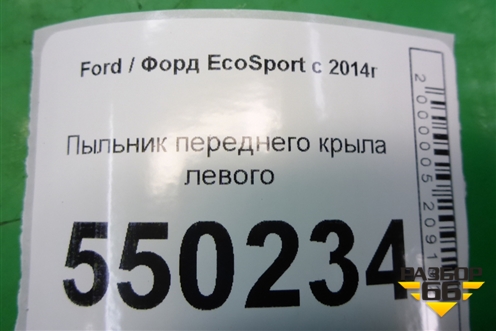 Ford / Форд EcoSport с 2014г
Пыльник переднего крыла
левого
550234
2000005209
РАЗБОР
66